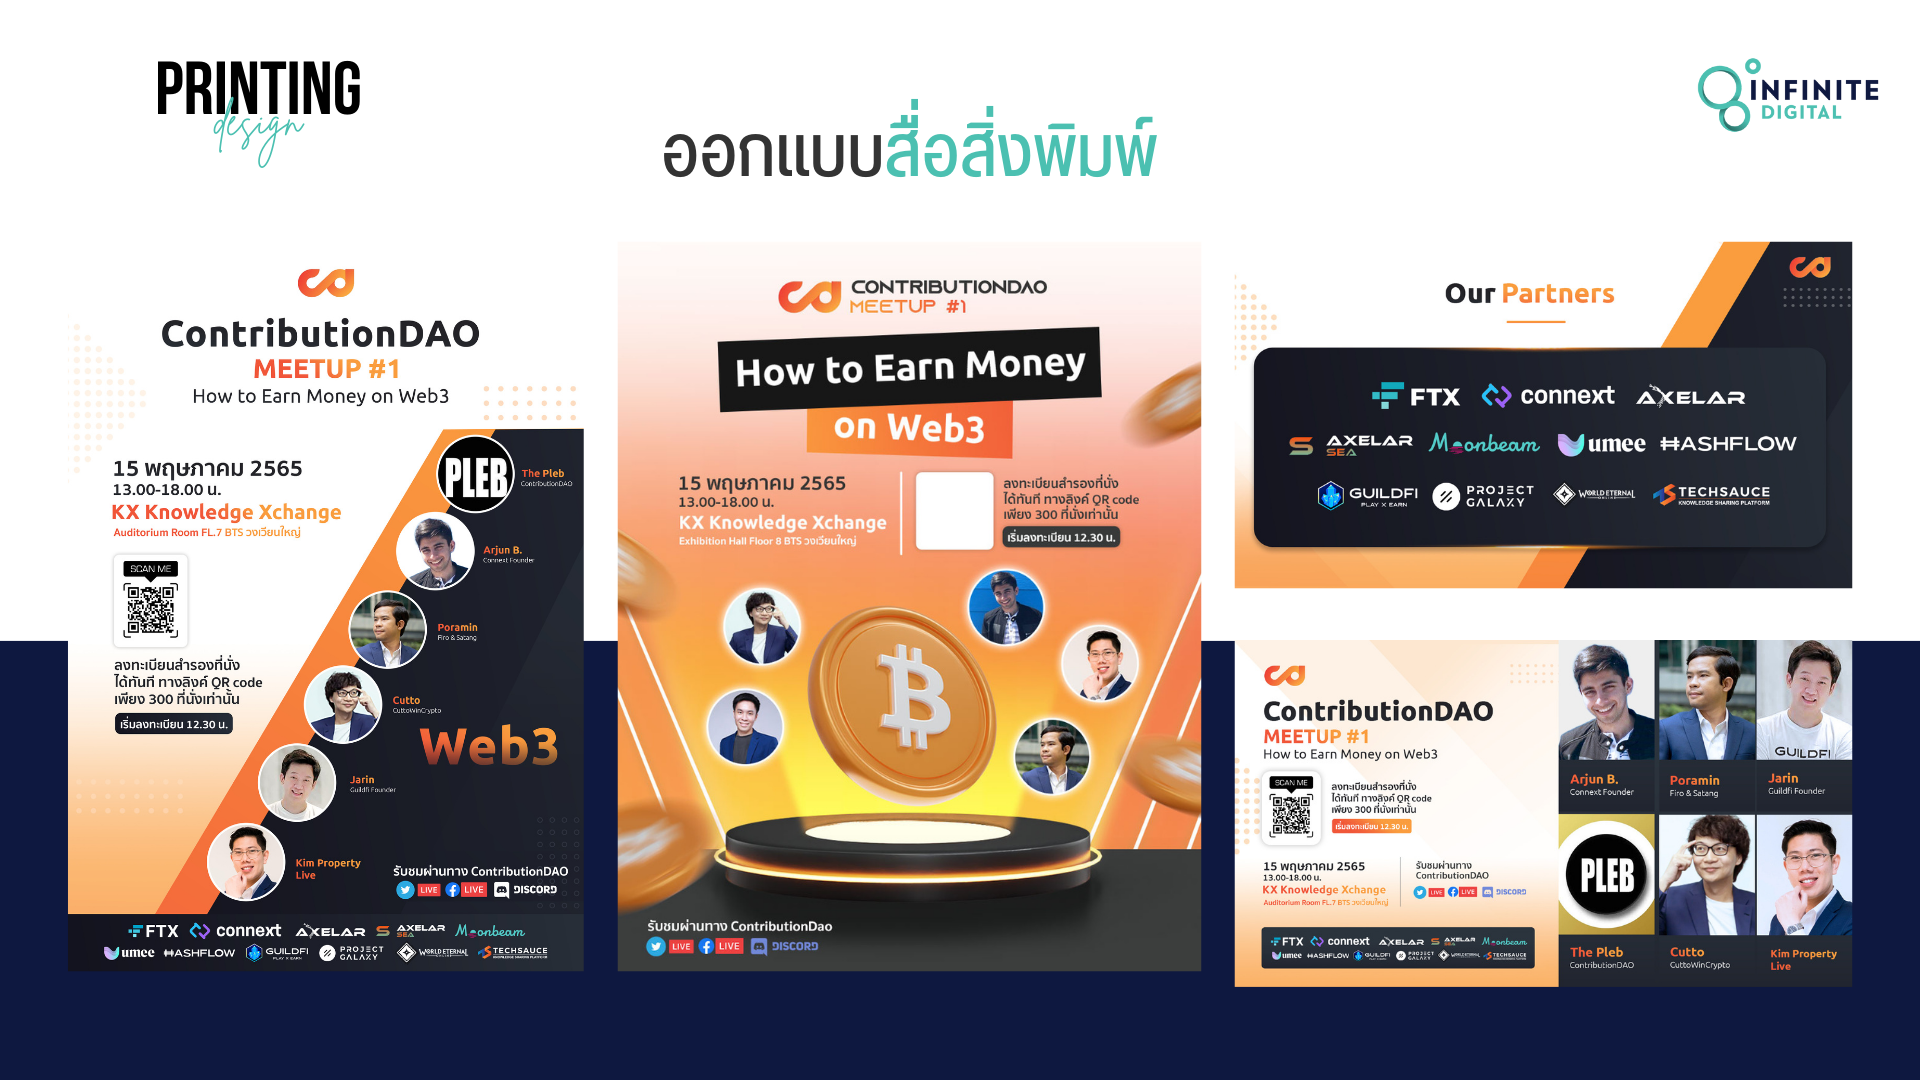 PRINTING
design
INFINITE
DIGITAL
ออกแบบสื่อสิ่งพิมพ์
ContributionDAO
MEETUP #1
How to Earn Money on Web3
15 พฤษภาคม 2565
13.00-18.00 น.
KX Knowledge Xchange
Auditorium Room FL.7 BTS วงเวียนใหญ่
SCAN ME
ลงทะเบียนสำรองที่นั่ง
ได้ทันที ทางลิงค์ QR code
เพียง 300 ที่นั่งเท่านั้น
เริ่มลงทะเบียน 12.30 น.
PLEB
The Pleb
ContributionDAO
Arjun B.
Connext Founder
Poramin
Firo & Satang
Cutto
CuttoWinCrypto
Web3
Jarin
Guildfi Founder
Kim Property
Live
รับชมผ่านทาง ContributionDAO
LIVE LIVE DISCORD
FTX connext AXELAR AXELAR SEA Moonbeam
umee HASHFLOW GUILDFI PLAY X EARN PROJECT GALAXY WORLD ETERNAL TECHSAUCE KNOWLEDGE SHARING PLATFORM
CONTRIBUTIONDAO
MEETUP #1
How to Earn Money
on Web3
15 พฤษภาคม 2565
13.00-18.00 น.
KX Knowledge Xchange
Exhibition Hall Floor 8 BTS วงเวียนใหญ่
ลงทะเบียนสำรองที่นั่ง
ได้ทันที ทางลิงค์ QR code
เพียง 300 ที่นั่งเท่านั้น
เริ่มลงทะเบียน 12.30 น.
รับชมผ่านทาง ContributionDao
LIVE LIVE DISCORD
Our Partners
FTX connext AXELAR
AXELAR SEA Moonbeam umee HASHFLOW
GUILDFI PLAY X EARN PROJECT GALAXY WORLD ETERNAL TECHSAUCE KNOWLEDGE SHARING PLATFORM
ContributionDAO
MEETUP #1
How to Earn Money on Web3
SCAN ME
ลงทะเบียนสำรองที่นั่ง
ได้ทันที ทางลิงค์ QR code
เพียง 300 ที่นั่งเท่านั้น
เริ่มลงทะเบียน 12.30 น.
15 พฤษภาคม 2565
13.00-18.00 น.
KX Knowledge Xchange
Auditorium Room FL.7 BTS วงเวียนใหญ่
รับชมผ่านทาง
ContributionDAO
LIVE LIVE DISCORD
FTX connext AXELAR AXELAR SEA Moonbeam
umee HASHFLOW GUILDFI PROJECT GALAXY WORLD ETERNAL TECHSAUCE
GUILDFI
Arjun B.
Connext Founder
Poramin
Firo & Satang
Jarin
Guildfi Founder
PLEB
The Pleb
ContributionDAO
Cutto
CuttoWinCrypto
Kim Property
Live